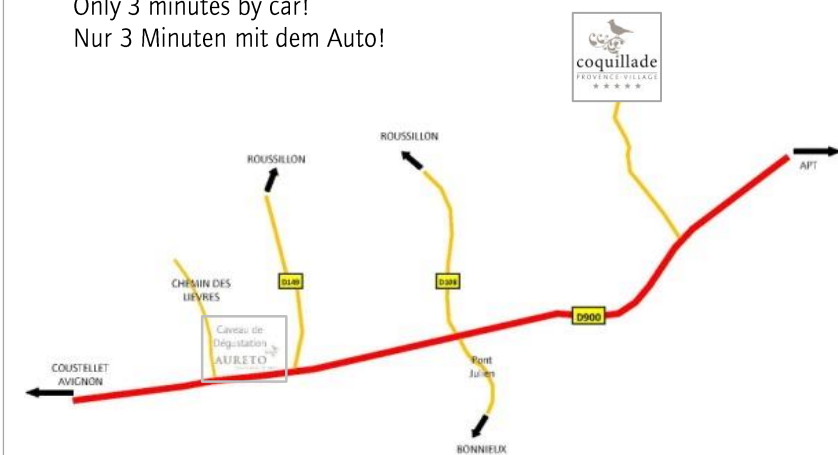 Only 3 minutes by car!
Nur 3 Minuten mit dem Auto!
coquillade
PROVENCE·VILLAGE
ROUSSILLON
ROUSSILLON
APT
D149
D108
CHEMIN DES
LIEVRES
D900
Caveau de
Dégustation
AURETO
Pont
Julien
COUSTELLET
AVIGNON
BONNIEUX